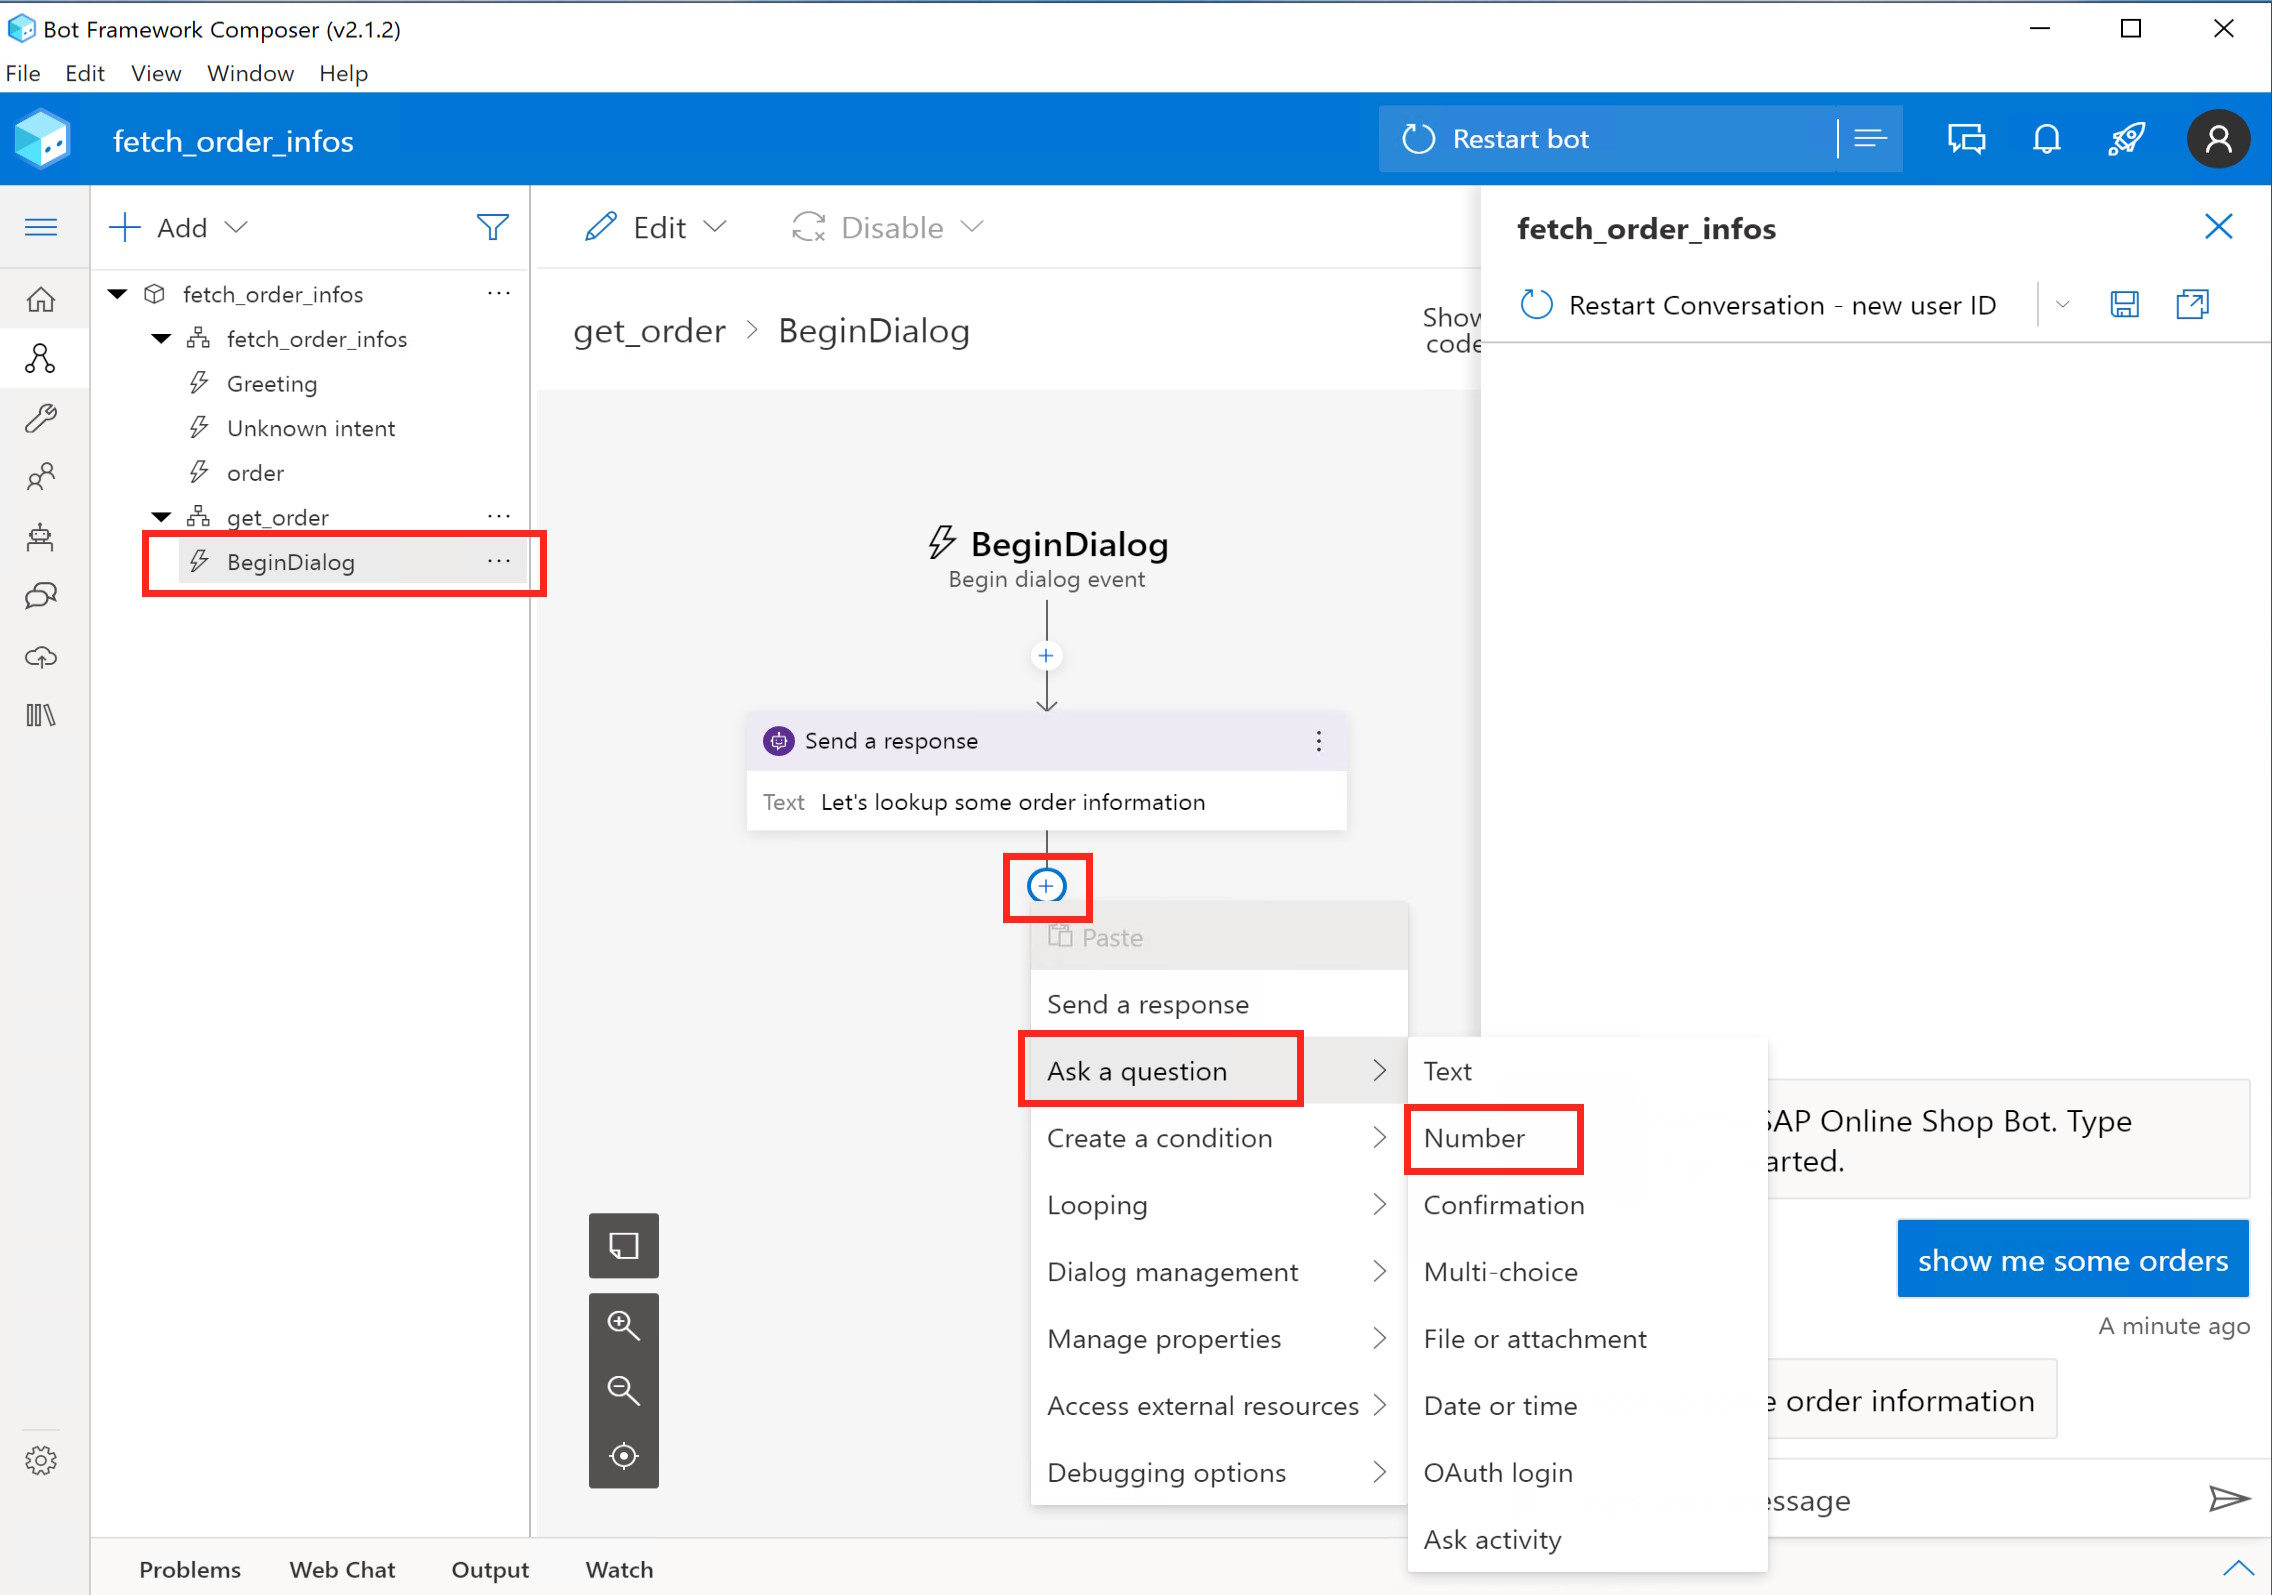 Bot Framework Composer (v2.1.2)
File Edit View Window Help
fetch_order_infos
Restart bot
Add
fetch_order_infos
fetch_order_infos
Greeting
Unknown intent
order
get_order
BeginDialog
Edit
Disable
get_order > BeginDialog
Show
code
BeginDialog
Begin dialog event
Send a response
Text Let's lookup some order information
Paste
Send a response
Ask a question
Create a condition
Looping
Dialog management
Manage properties
Access external resources
Debugging options
Text
Number
Confirmation
Multi-choice
File or attachment
Date or time
OAuth login
Ask activity
fetch_order_infos
Restart Conversation - new user ID
SAP Online Shop Bot. Type
arted.
show me some orders
A minute ago
e order information
essage
Problems Web Chat Output Watch